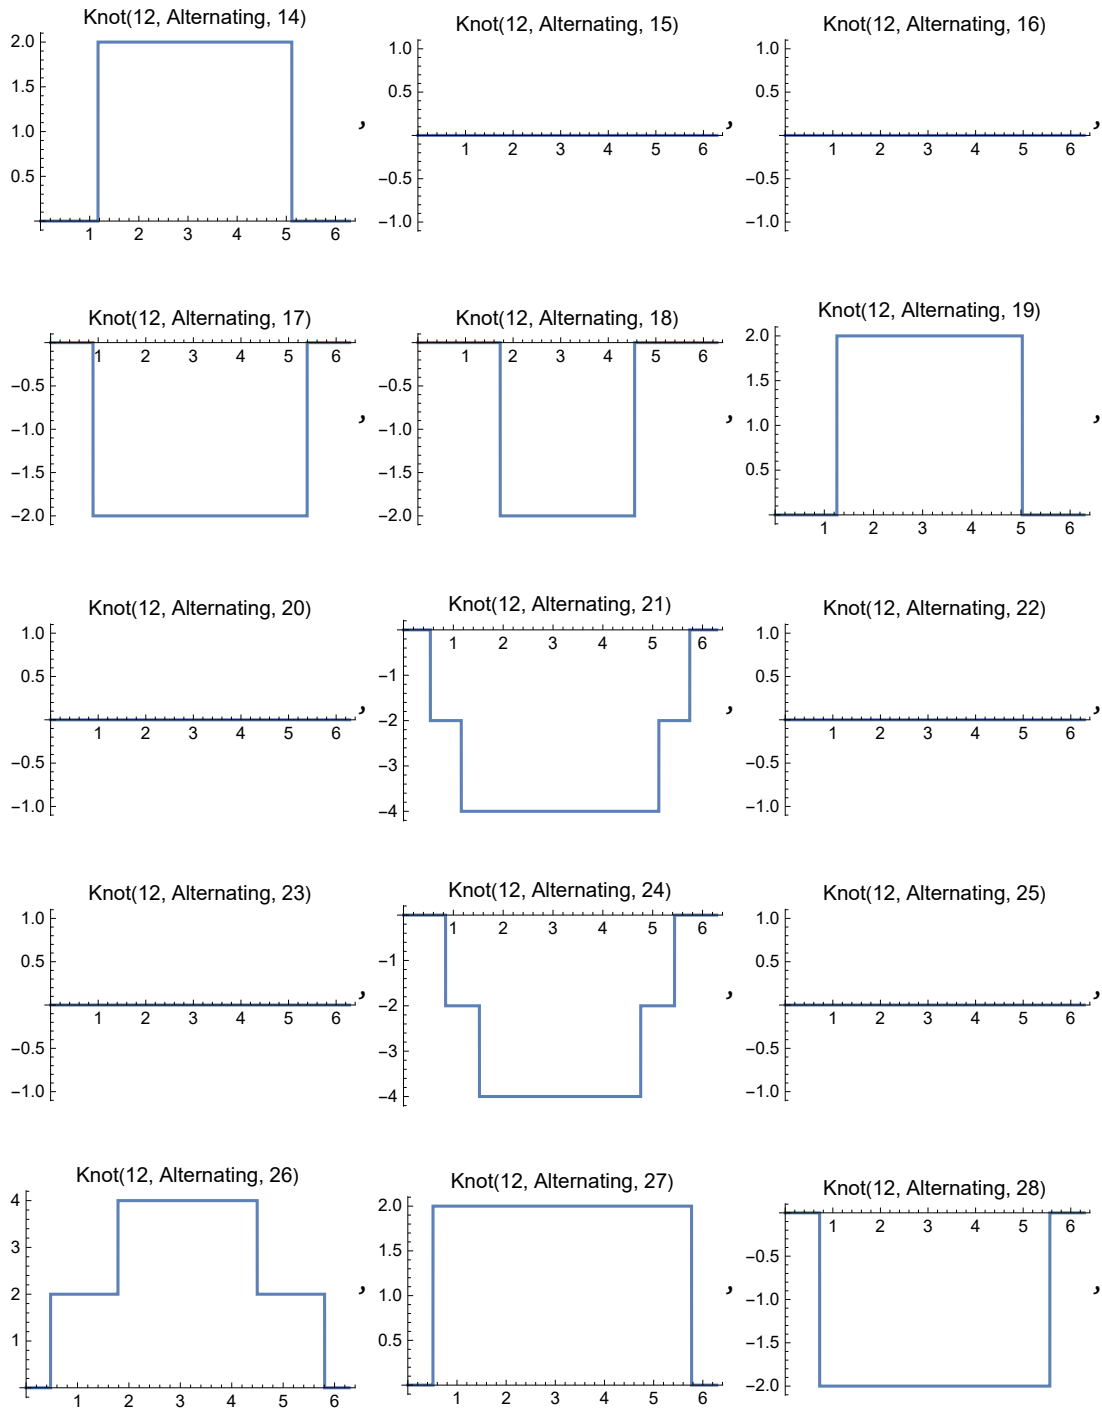 Knot(12, Alternating, 14)
2.0
1.5
1.0
0.5
1 2 3 4 5 6
,
Knot(12, Alternating, 15)
1.0
0.5
1 2 3 4 5 6
−0.5
−1.0
,
Knot(12, Alternating, 16)
1.0
0.5
1 2 3 4 5 6
−0.5
−1.0
,
Knot(12, Alternating, 17)
1 2 3 4 5 6
−0.5
−1.0
−1.5
−2.0
,
Knot(12, Alternating, 18)
1 2 3 4 5 6
−0.5
−1.0
−1.5
−2.0
,
Knot(12, Alternating, 19)
2.0
1.5
1.0
0.5
1 2 3 4 5 6
,
Knot(12, Alternating, 20)
1.0
0.5
1 2 3 4 5 6
−0.5
−1.0
,
Knot(12, Alternating, 21)
1 2 3 4 5 6
−1
−2
−3
−4
,
Knot(12, Alternating, 22)
1.0
0.5
1 2 3 4 5 6
−0.5
−1.0
,
Knot(12, Alternating, 23)
1.0
0.5
1 2 3 4 5 6
−0.5
−1.0
,
Knot(12, Alternating, 24)
1 2 3 4 5 6
−1
−2
−3
−4
,
Knot(12, Alternating, 25)
1.0
0.5
1 2 3 4 5 6
−0.5
−1.0
,
Knot(12, Alternating, 26)
4
3
2
1
1 2 3 4 5 6
,
Knot(12, Alternating, 27)
2.0
1.5
1.0
0.5
1 2 3 4 5 6
,
Knot(12, Alternating, 28)
1 2 3 4 5 6
−0.5
−1.0
−1.5
−2.0
,